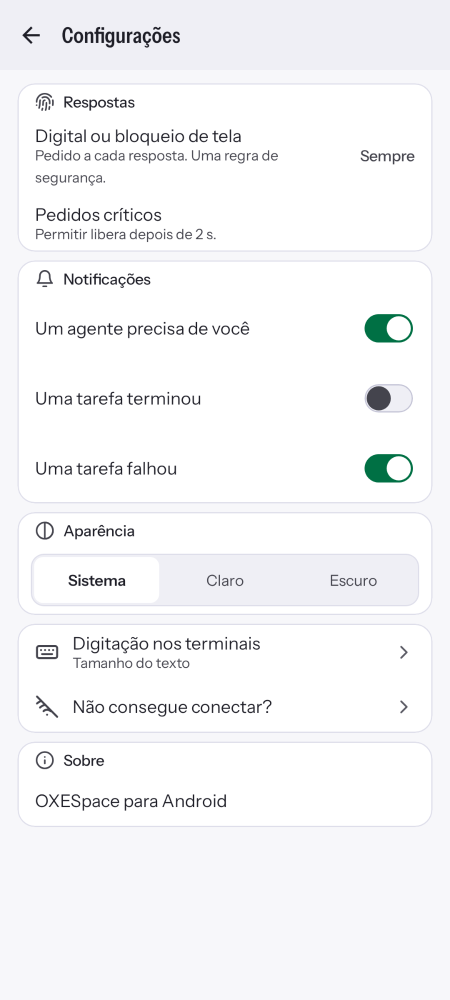 Configurações
Respostas
Digital ou bloqueio de tela
Pedido a cada resposta. Uma regra de
segurança.
Sempre
Pedidos críticos
Permitir libera depois de 2 s.
Notificações
Um agente precisa de você
Uma tarefa terminou
Uma tarefa falhou
Aparência
Sistema Claro Escuro
Digitação nos terminais
Tamanho do texto
Não consegue conectar?
Sobre
OXESpace para Android